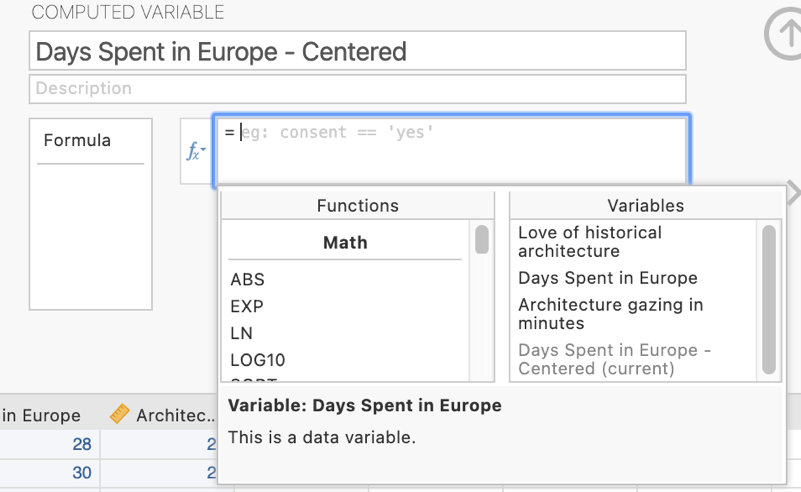 COMPUTED VARIABLE
Days Spent in Europe - Centered
Description
Formula
fx
= eg: consent == 'yes'
Functions
Math
ABS
EXP
LN
LOG10
Variables
Love of historical
architecture
Days Spent in Europe
Architecture gazing in
minutes
Days Spent in Europe -
Centered (current)
Variable: Days Spent in Europe
This is a data variable.
in Europe Architec...
28 2
30 2